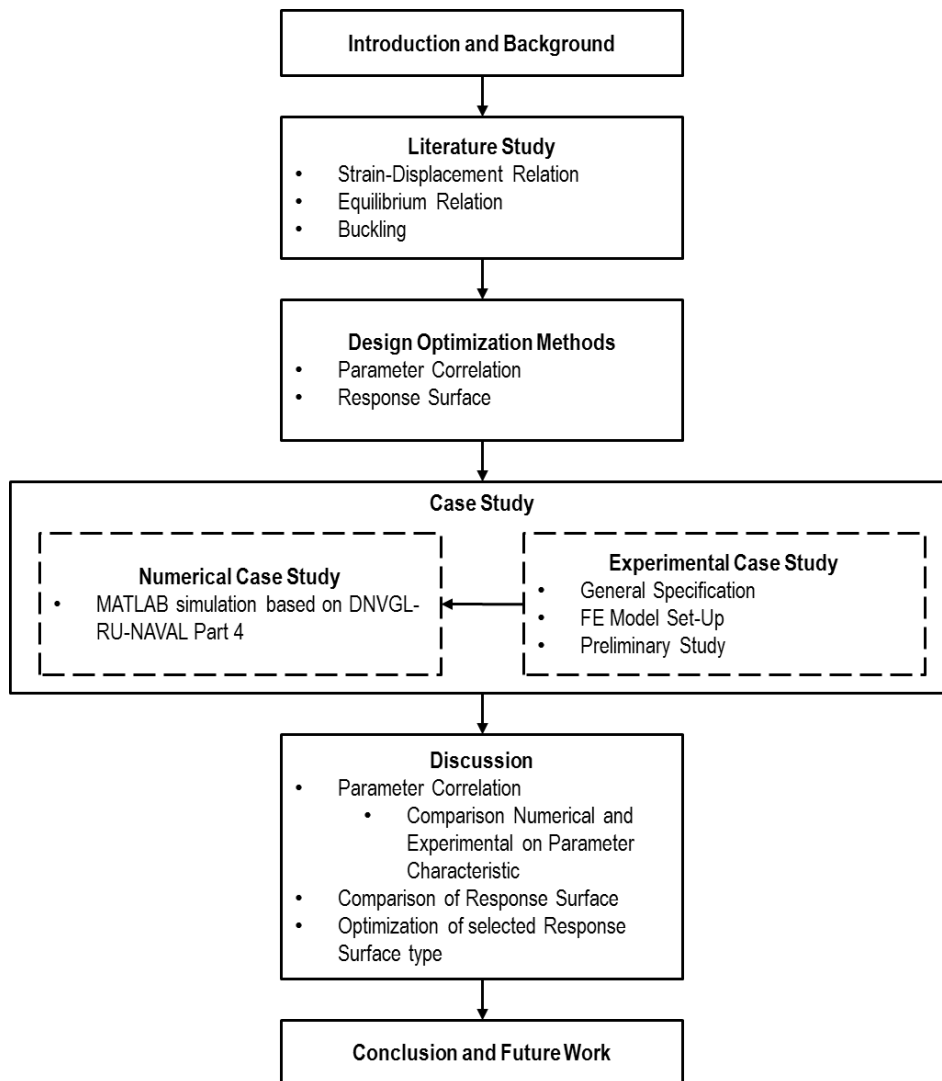 Introduction and Background
Literature Study
• Strain-Displacement Relation
• Equilibrium Relation
• Buckling
Design Optimization Methods
• Parameter Correlation
• Response Surface
Case Study
Numerical Case Study
• MATLAB simulation based on DNVGL-
RU-NAVAL Part 4
Experimental Case Study
• General Specification
• FE Model Set-Up
• Preliminary Study
Discussion
• Parameter Correlation
• Comparison Numerical and
Experimental on Parameter
Characteristic
• Comparison of Response Surface
• Optimization of selected Response
Surface type
Conclusion and Future Work